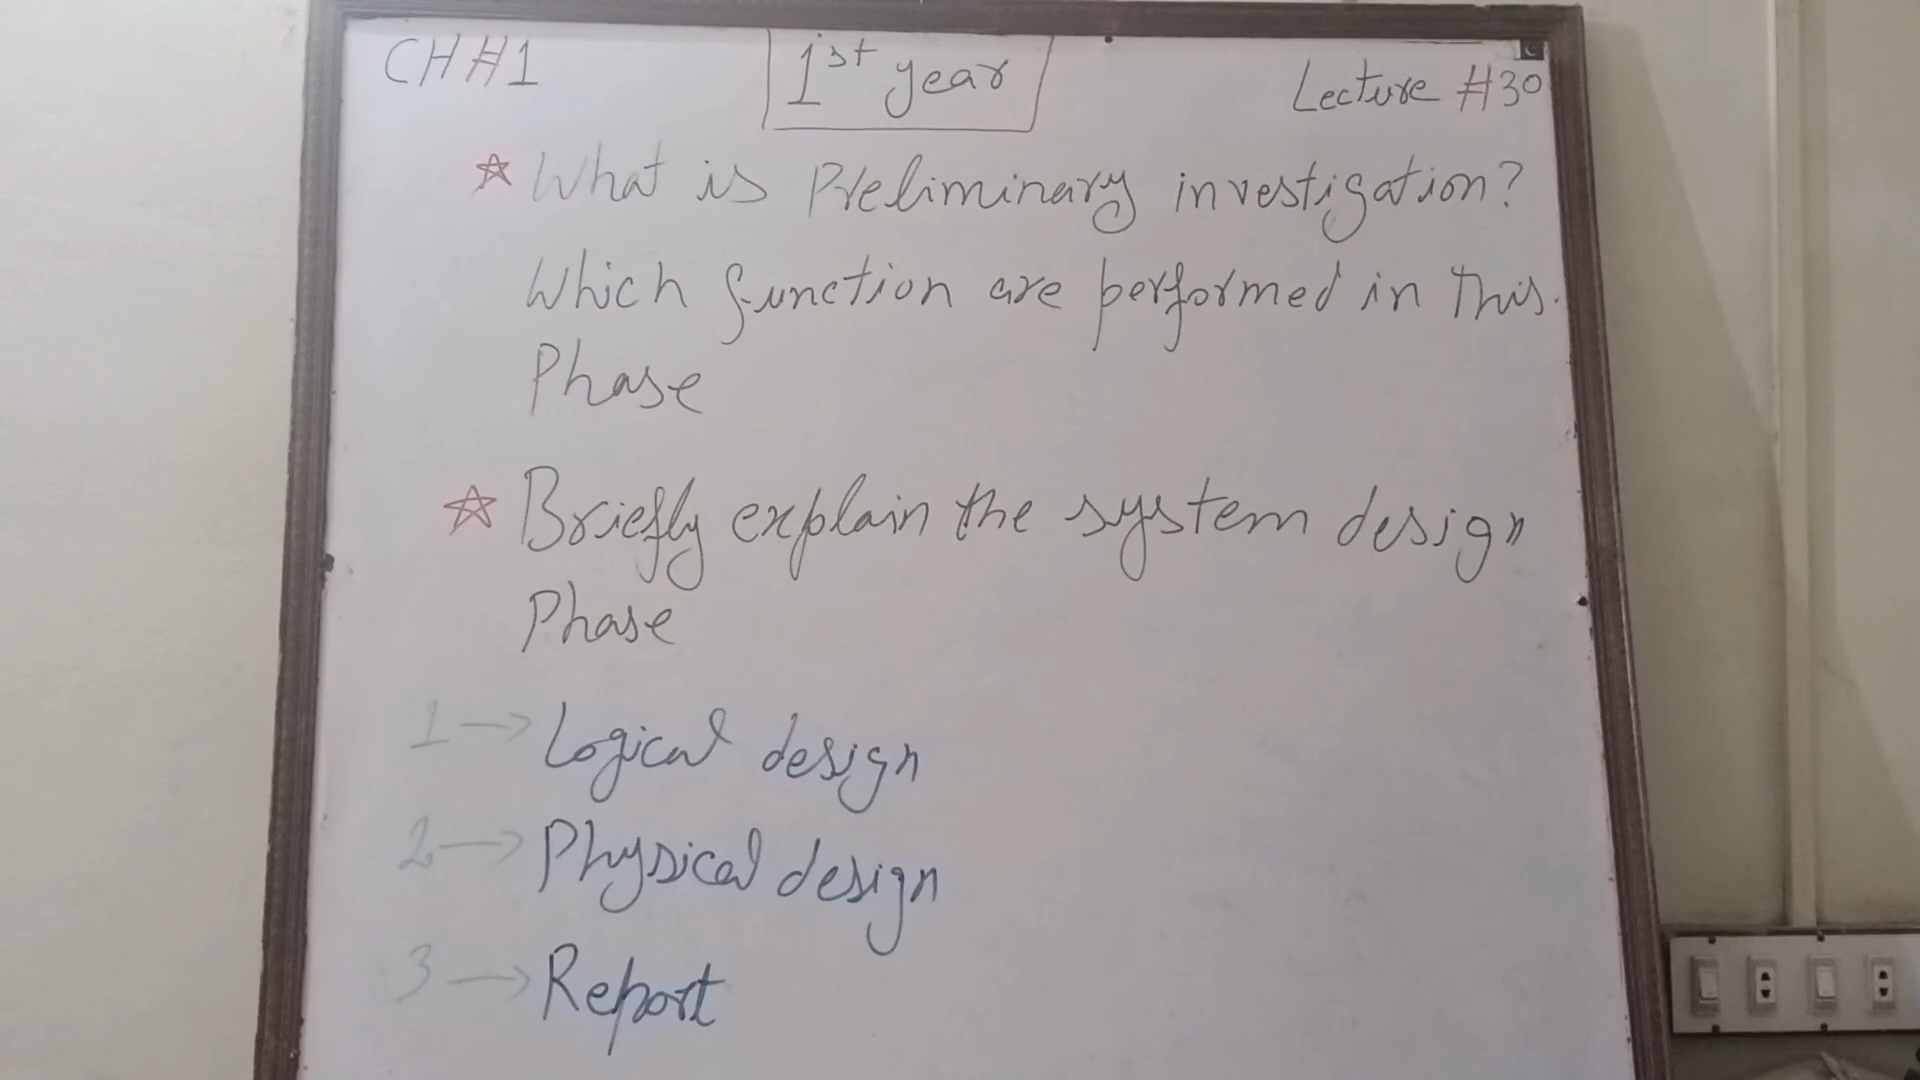 CH#1
1st year
Lecture #30
What is Preliminary investigation?
Which function are performed in this
Phase
Briefly explain the system design
Phase
1 → Logical design
2 → Physical design
3 → Report